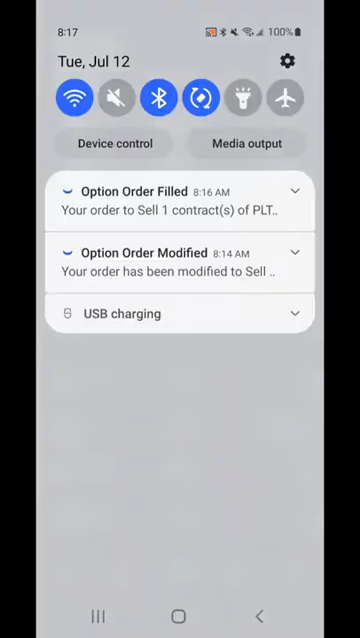 8:17 100%
Tue, Jul 12
Device control Media output
Option Order Filled 8:16 AM
Your order to Sell 1 contract(s) of PLT..
Option Order Modified 8:14 AM
Your order has been modified to Sell ..
USB charging